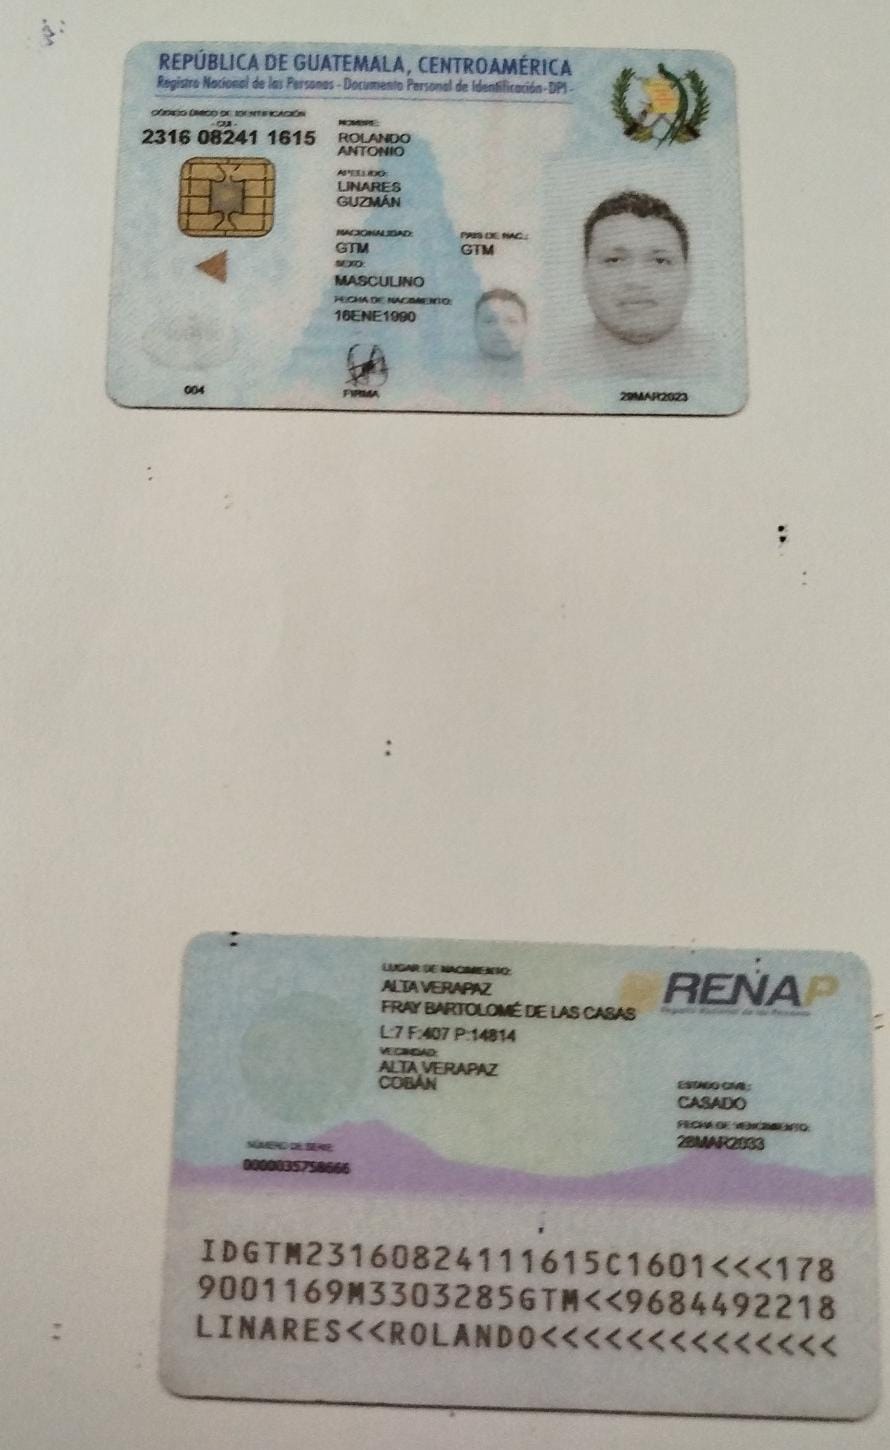 REPÚBLICA DE GUATEMALA, CENTROAMÉRICA
Registro Nacional de las Personas - Documento Personal de Identificación - DPI -
CÓDIGO ÚNICO DE IDENTIFICACIÓN
- CUI -
2316 08241 1615
NOMBRE:
ROLANDO
ANTONIO
APELLIDO:
LINARES
GUZMÁN
NACIONALIDAD:
GTM
PAIS DE NAC.:
GTM
SEXO:
MASCULINO
FECHA DE NACIMIENTO:
16ENE1990
004
FIRMA
29MAR2023
LUGAR DE NACIMIENTO:
ALTA VERAPAZ
FRAY BARTOLOMÉ DE LAS CASAS
L:7 F:407 P:14814
VECINDAD:
ALTA VERAPAZ
COBÁN
RENAP
Registro Nacional de las Personas
ESTADO CIVIL:
CASADO
FECHA DE VENCIMIENTO:
28MAR2033
NÚMERO DE SERIE
0000035758666
IDGTM23160824111615C1601<<<178
9001169M3303285GTM<<9684492218
LINARES<<ROLANDO<<<<<<<<<<<<<<